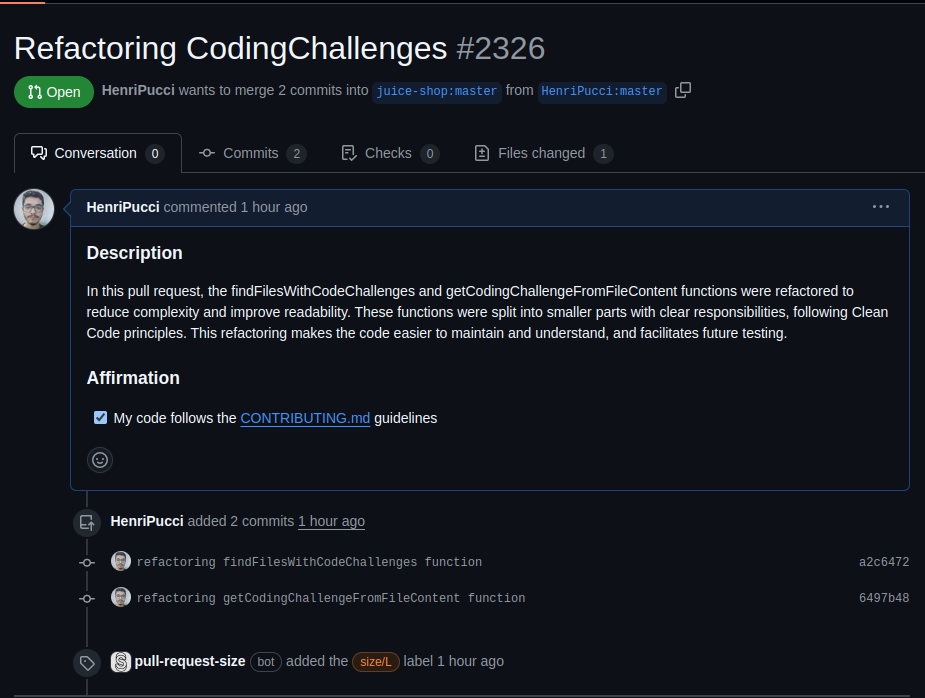 Refactoring CodingChallenges #2326
Open HenriPucci wants to merge 2 commits into juice-shop:master from HenriPucci:master
Conversation 0 Commits 2 Checks 0 Files changed 1
HenriPucci commented 1 hour ago
Description
In this pull request, the findFilesWithCodeChallenges and getCodingChallengeFromFileContent functions were refactored to
reduce complexity and improve readability. These functions were split into smaller parts with clear responsibilities, following Clean
Code principles. This refactoring makes the code easier to maintain and understand, and facilitates future testing.
Affirmation
My code follows the CONTRIBUTING.md guidelines
HenriPucci added 2 commits 1 hour ago
refactoring findFilesWithCodeChallenges function a2c6472
refactoring getCodingChallengeFromFileContent function 6497b48
pull-request-size bot added the size/L label 1 hour ago